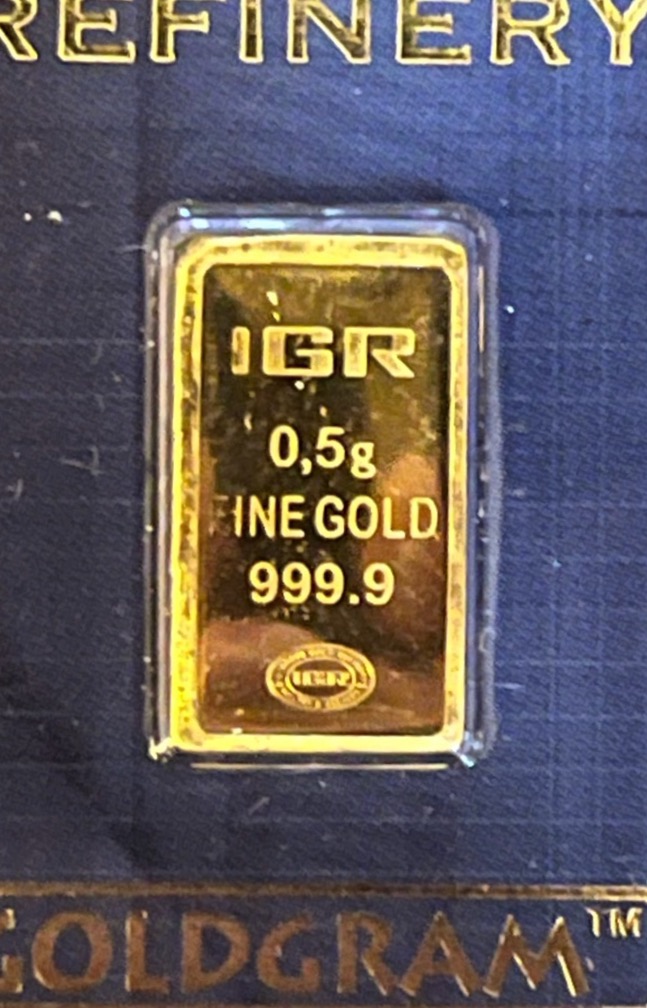 REFINERY
IGR
0,5g
FINE GOLD
999.9
IGR
GOLDGRAM™